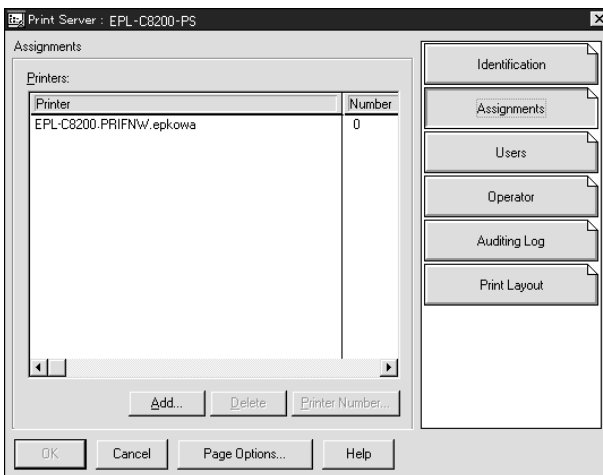 Print Server : EPL-C8200-PS
Assignments
Printers:
Printer Number
EPL-C8200.PRIFNW.epkowa 0
Add... Delete Printer Number...
OK Cancel Page Options... Help
Identification
Assignments
Users
Operator
Auditing Log
Print Layout